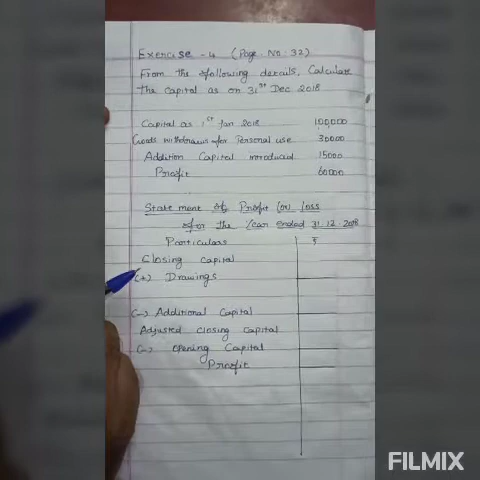 Exercise - 4 (Page. No: 32)
From the following details, Calculate
the capital as on 31st Dec 2018
Capital as 1st Jan 2018 1,00,000
Goods withdrawn for Personal use 30000
Addition Capital introduced 15000
Profit 60000
Statement of Profit (or) loss
for the Year ended 31.12.2018
Particulars ₹
Closing capital
(+) Drawings
(-) Additional Capital
Adjusted closing capital
(-) opening Capital
Profit
FILMIX